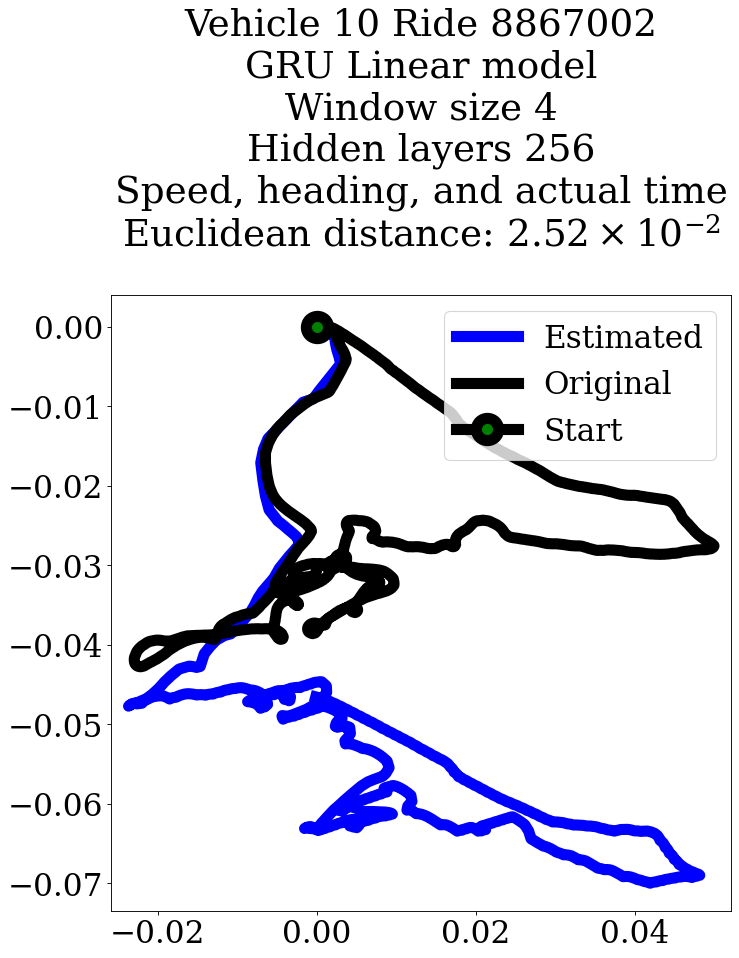 Vehicle 10 Ride 8867002
GRU Linear model
Window size 4
Hidden layers 256
Speed, heading, and actual time
Euclidean distance: 2.52 × 10⁻²
Estimated
Original
Start
0.00
−0.01
−0.02
−0.03
−0.04
−0.05
−0.06
−0.07
−0.02 0.00 0.02 0.04